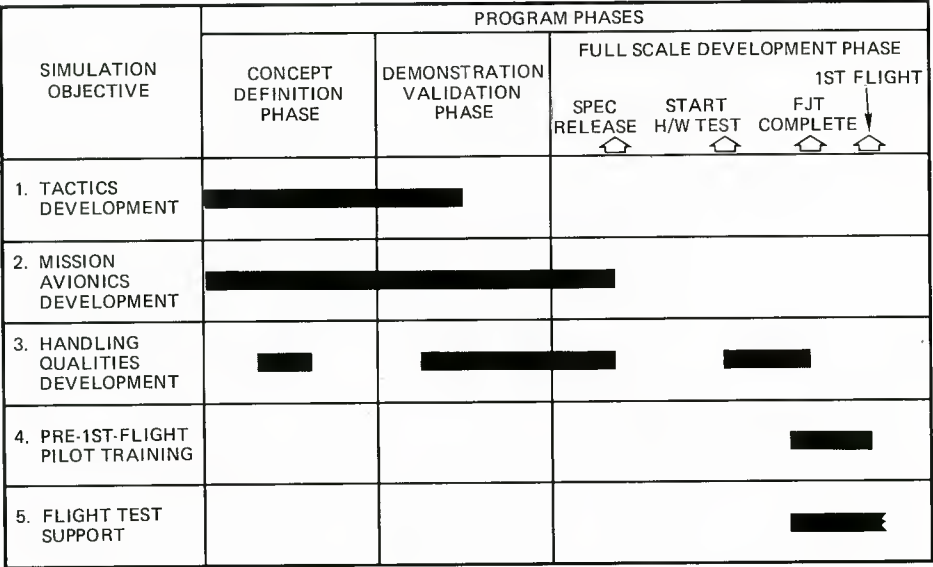 PROGRAM PHASES
SIMULATION
OBJECTIVE
CONCEPT
DEFINITION
PHASE
DEMONSTRATION
VALIDATION
PHASE
FULL SCALE DEVELOPMENT PHASE
1ST FLIGHT
SPEC
RELEASE
START
H/W TEST
FJT
COMPLETE
1. TACTICS
DEVELOPMENT
2. MISSION
AVIONICS
DEVELOPMENT
3. HANDLING
QUALITIES
DEVELOPMENT
4. PRE-1ST-FLIGHT
PILOT TRAINING
5. FLIGHT TEST
SUPPORT